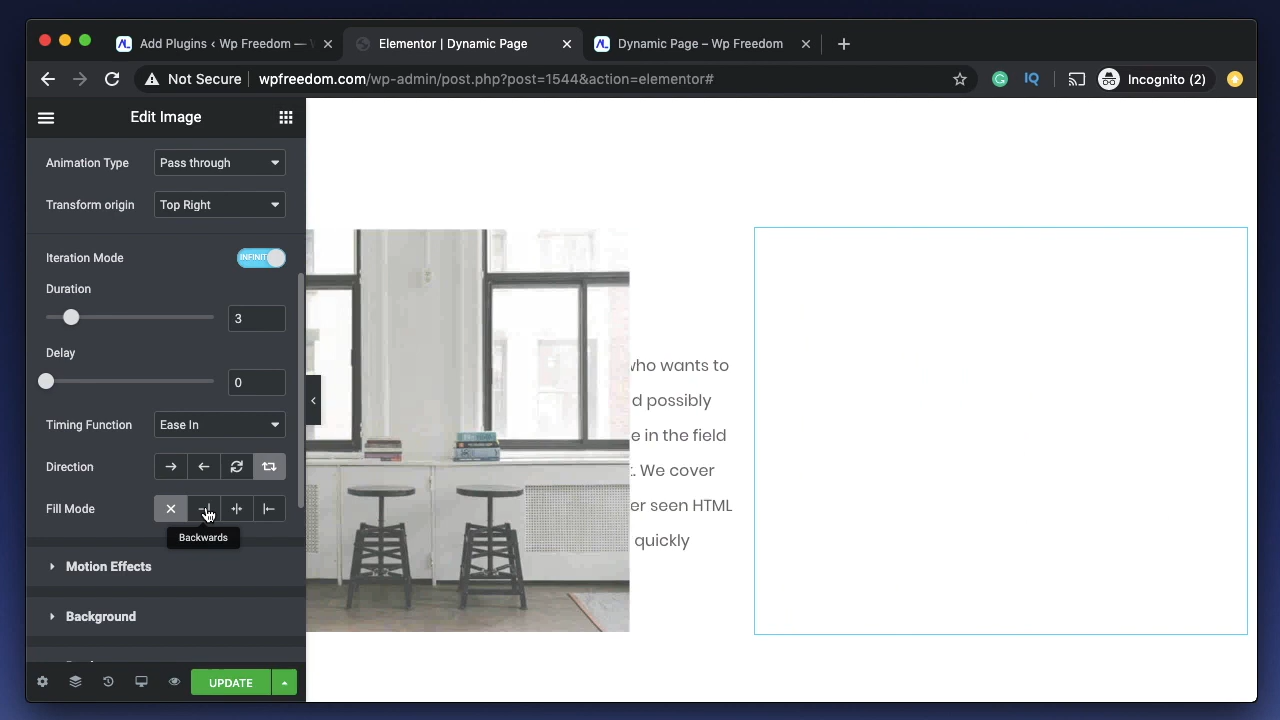 Add Plugins ‹ Wp Freedom —
Elementor | Dynamic Page
Dynamic Page – Wp Freedom
Not Secure
wpfreedom.com/wp-admin/post.php?post=1544&action=elementor#
IQ
Incognito (2)
Edit Image
Animation Type
Pass through
Transform origin
Top Right
Iteration Mode
INFINIT
Duration
3
who wants to
Delay
0
d possibly
Timing Function
Ease In
e in the field
Direction
t. We cover
Fill Mode
er seen HTML
Backwards
quickly
Motion Effects
Background
UPDATE